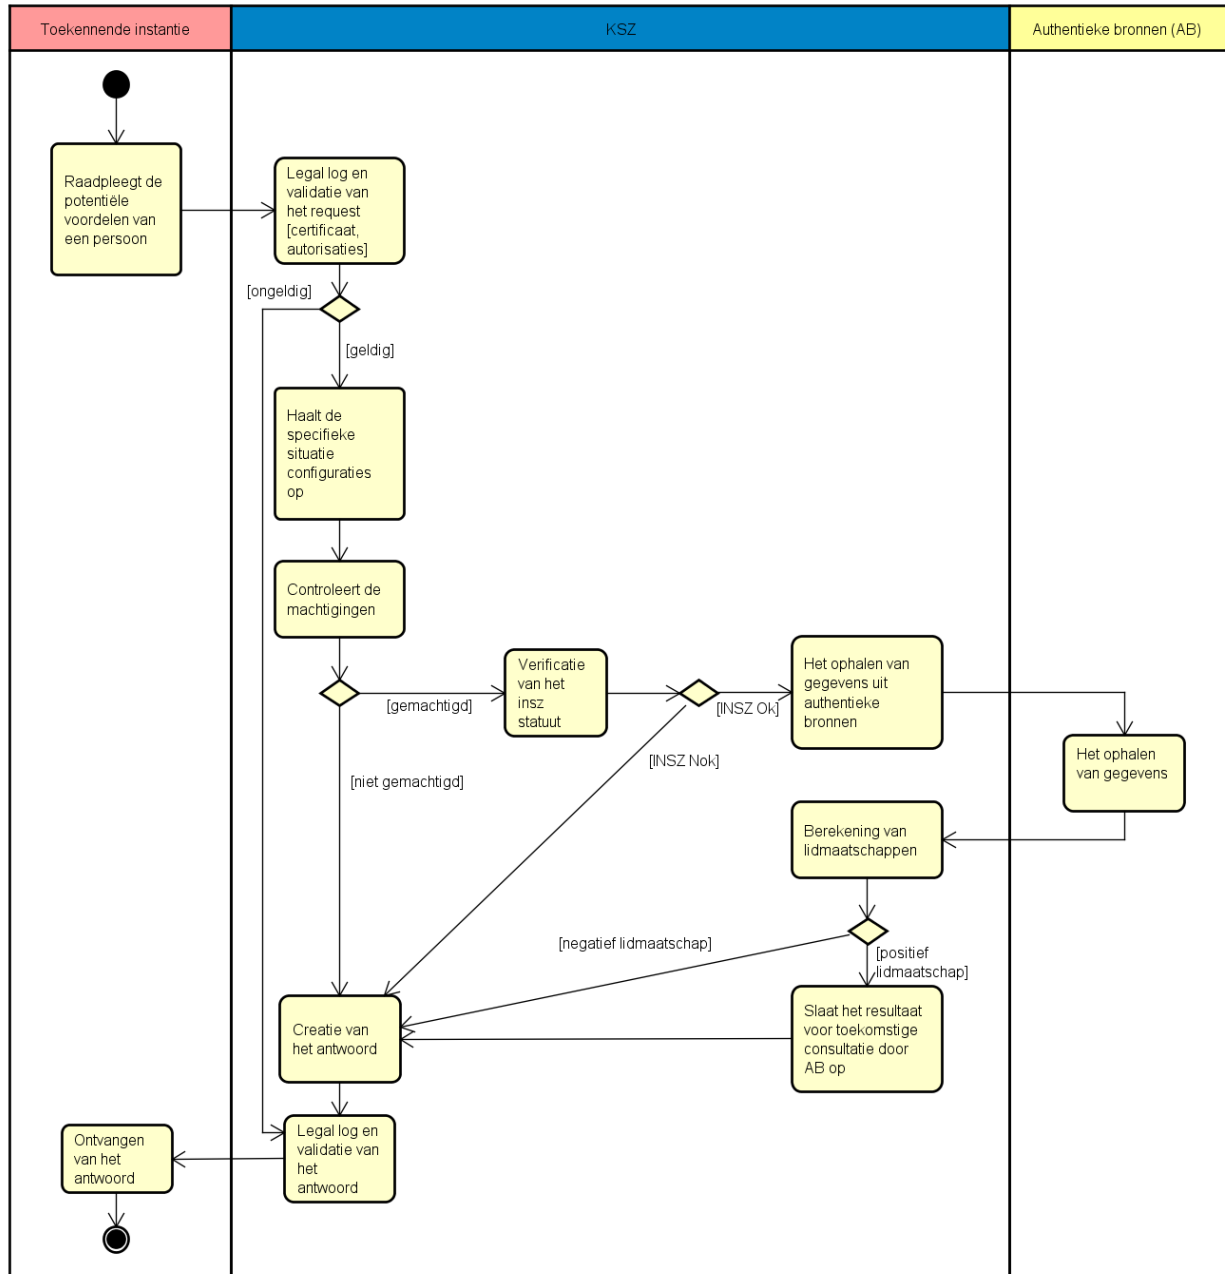 Toekennende instantie
KSZ
Authentieke bronnen (AB)
Raadpleegt de
potentiële
voordelen van
een persoon
Legal log en
validatie van
het request
[certificaat,
autorisaties]
[ongeldig]
[geldig]
Haalt de
specifieke
situatie
configuraties
op
Controleert de
machtigingen
[gemachtigd]
[niet gemachtigd]
Verificatie
van het
insz
statuut
[INSZ Ok]
[INSZ Nok]
Het ophalen van
gegevens uit
authentieke
bronnen
Het ophalen
van gegevens
Berekening van
lidmaatschappen
[negatief lidmaatschap]
[positief
lidmaatschap]
Slaat het resultaat
voor toekomstige
consultatie door
AB op
Creatie van
het antwoord
Legal log en
validatie van
het
antwoord
Ontvangen
van het
antwoord